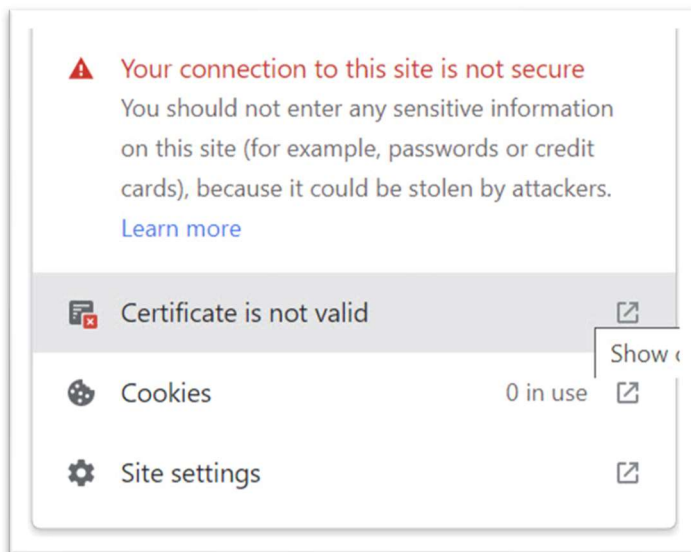 Your connection to this site is not secure
You should not enter any sensitive information
on this site (for example, passwords or credit
cards), because it could be stolen by attackers.
Learn more
Certificate is not valid
Show
Cookies 0 in use
Site settings